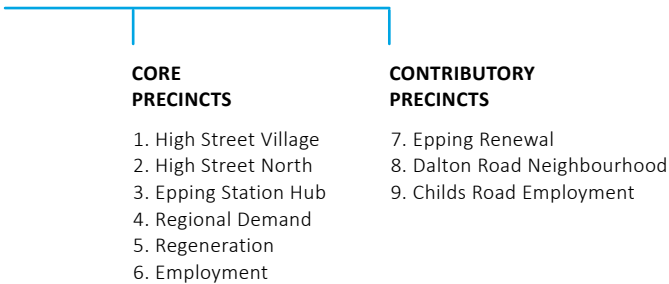 CORE
PRECINCTS
1. High Street Village
2. High Street North
3. Epping Station Hub
4. Regional Demand
5. Regeneration
6. Employment
CONTRIBUTORY
PRECINCTS
7. Epping Renewal
8. Dalton Road Neighbourhood
9. Childs Road Employment